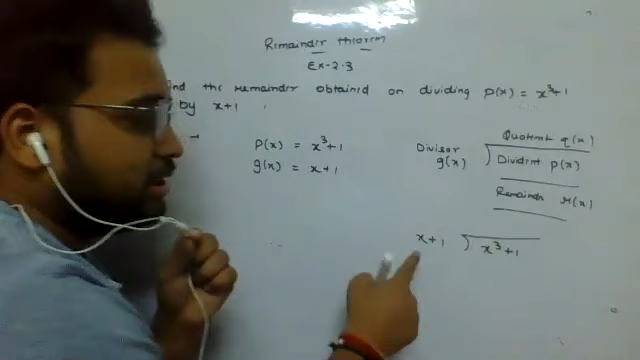 Remainder theorem
Ex-2.3
nd the remainder obtained on dividing p(x) = x³+1
by x+1
P(x) = x³+1
g(x) = x+1
Quotient q(x)
Divisor g(x) ) Dividend p(x)
Remainder r(x)
x+1 ) x³+1